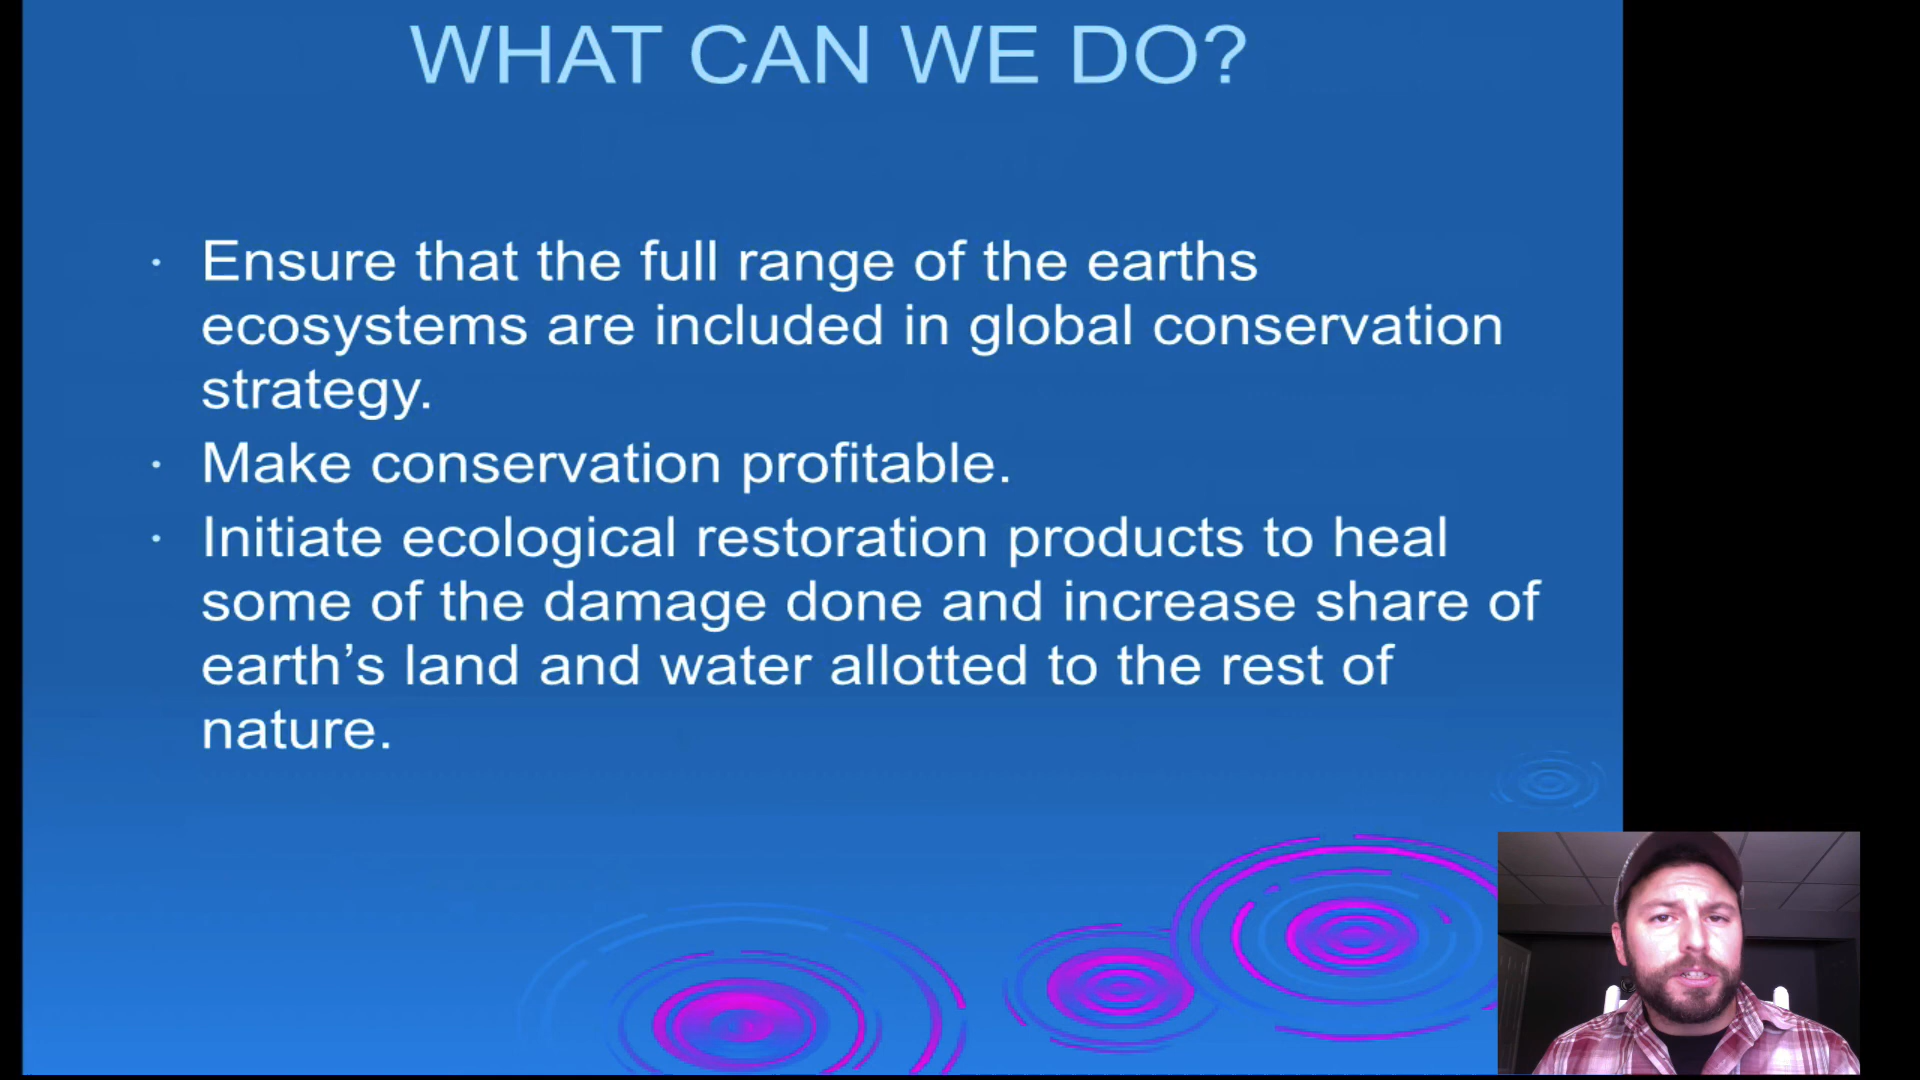 WHAT CAN WE DO?
· Ensure that the full range of the earths
ecosystems are included in global conservation
strategy.
· Make conservation profitable.
· Initiate ecological restoration products to heal
some of the damage done and increase share of
earth’s land and water allotted to the rest of
nature.